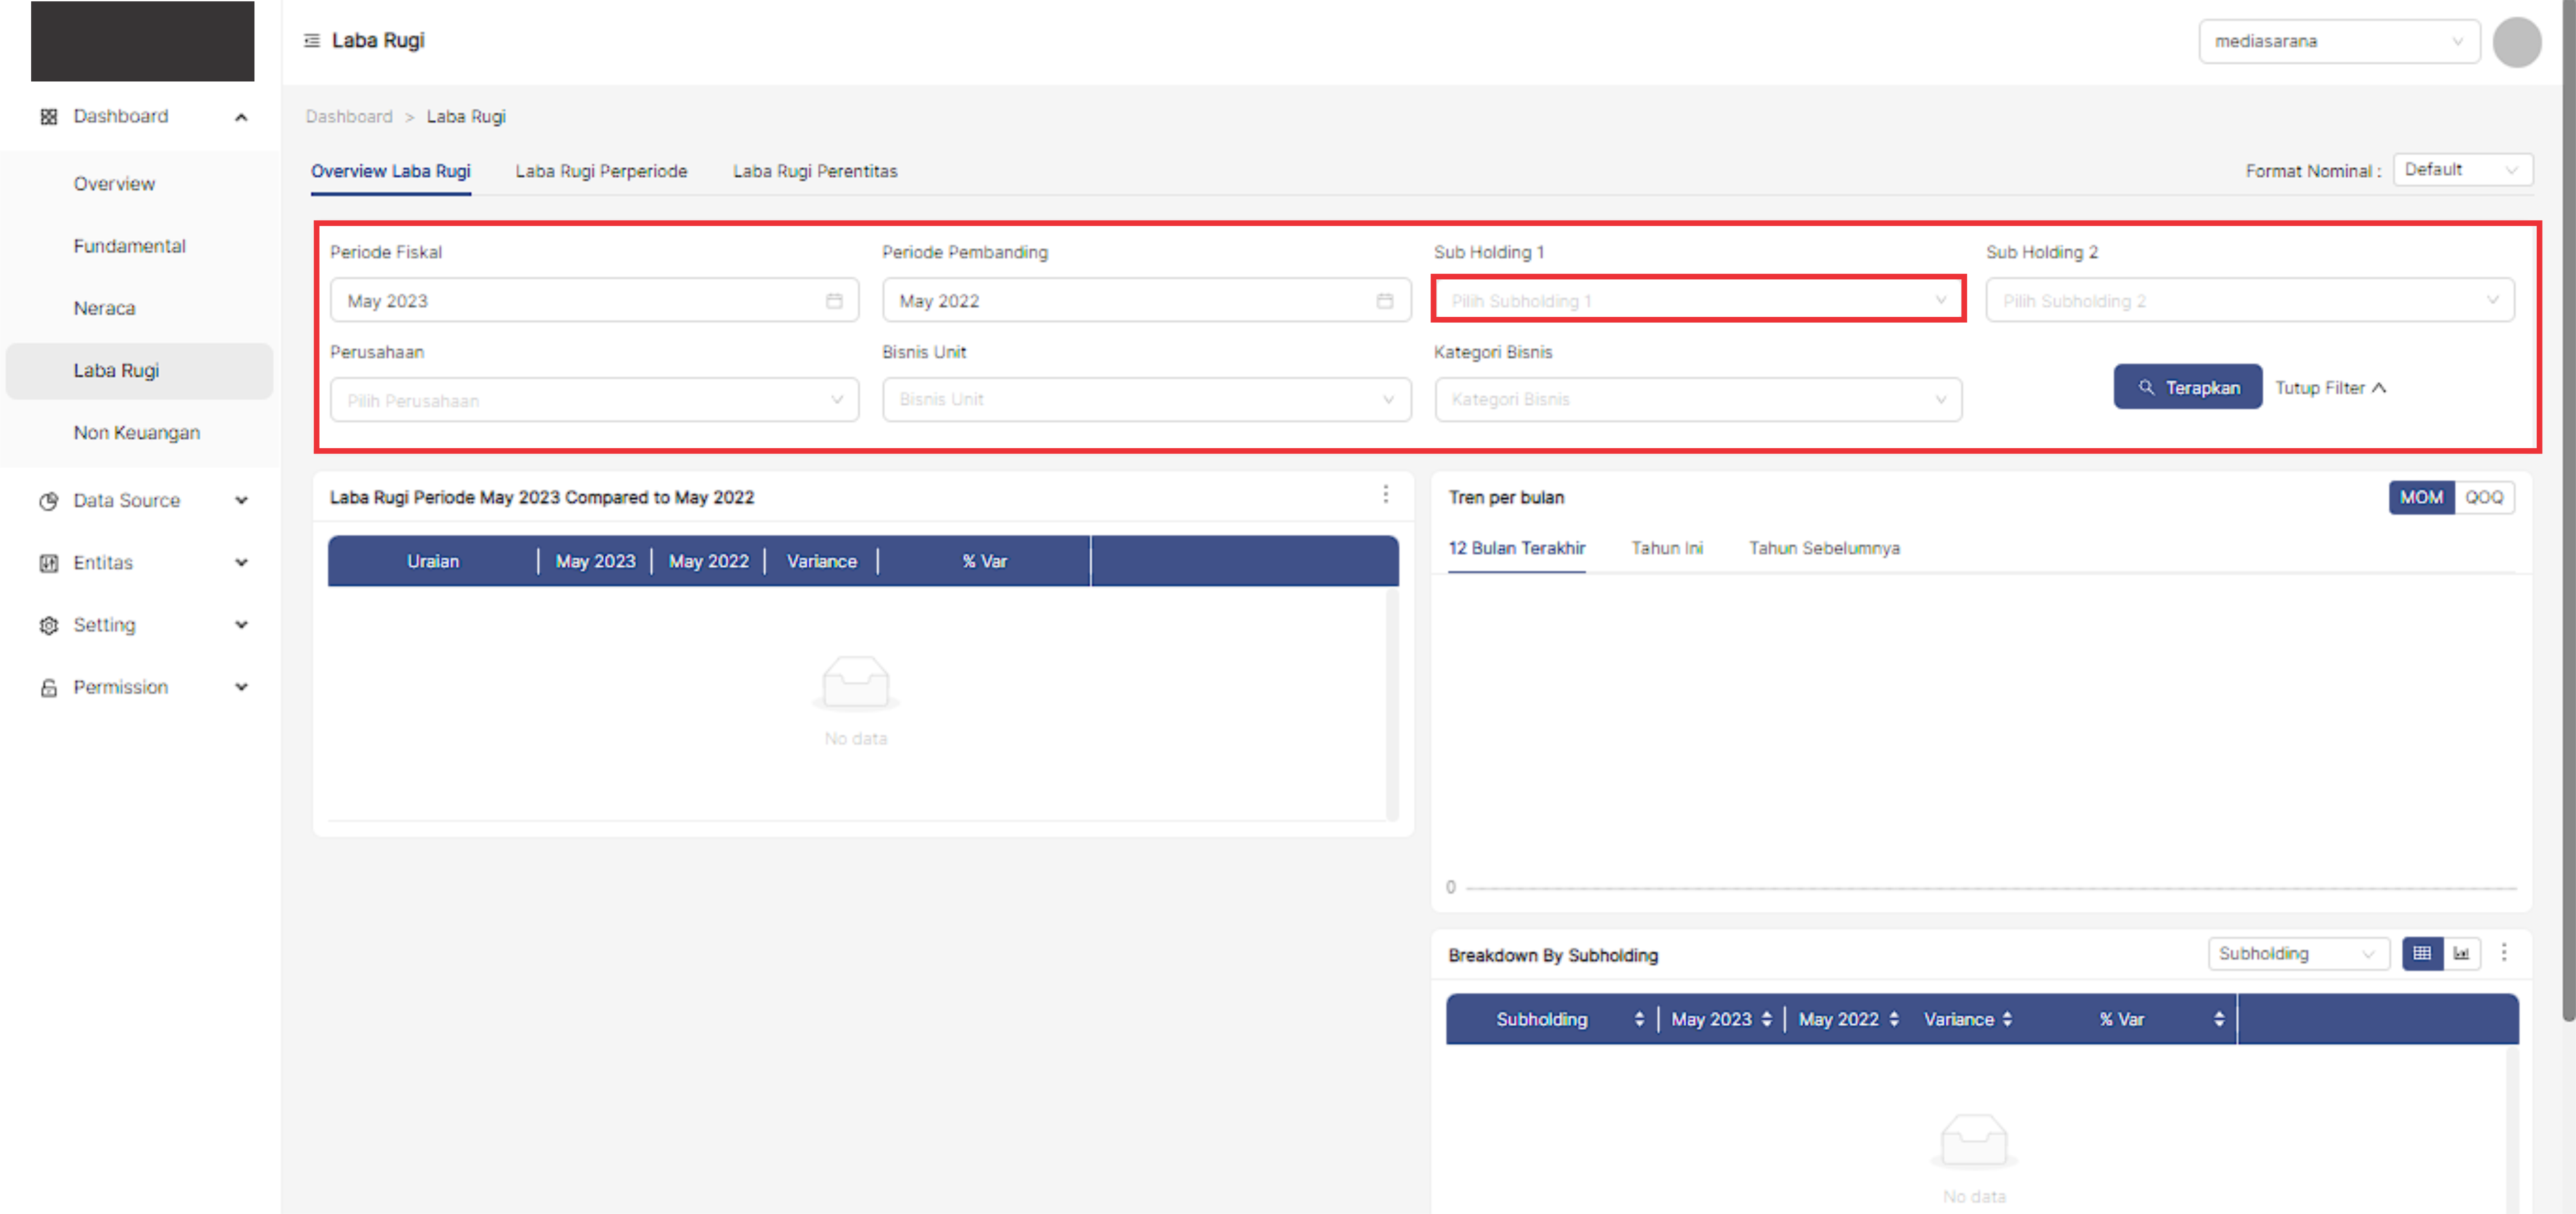 Laba Rugi
mediasarana
Dashboard
Overview
Fundamental
Neraca
Laba Rugi
Non Keuangan
Data Source
Entitas
Setting
Permission
Dashboard > Laba Rugi
Overview Laba Rugi Laba Rugi Perperiode Laba Rugi Perentitas
Format Nominal : Default
Periode Fiskal Periode Pembanding Sub Holding 1 Sub Holding 2
May 2023 May 2022 Pilih Subholding 1 Pilih Subholding 2
Perusahaan Bisnis Unit Kategori Bisnis
Pilih Perusahaan Bisnis Unit Kategori Bisnis
Terapkan Tutup Filter
Laba Rugi Periode May 2023 Compared to May 2022
Uraian May 2023 May 2022 Variance % Var
No data
Tren per bulan
MOM QOQ
12 Bulan Terakhir Tahun Ini Tahun Sebelumnya
0
Breakdown By Subholding
Subholding
Subholding May 2023 May 2022 Variance % Var
No data